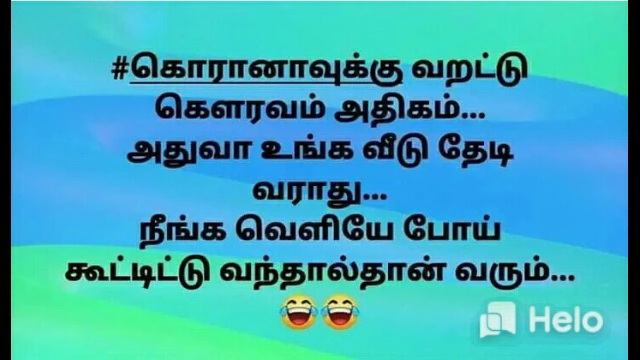 #கொரானாவுக்கு வறட்டு
கௌரவம் அதிகம்...
அதுவா உங்க வீடு தேடி
வராது...
நீங்க வெளியே போய்
கூட்டிட்டு வந்தால்தான் வரும்...
😂😂
Helo